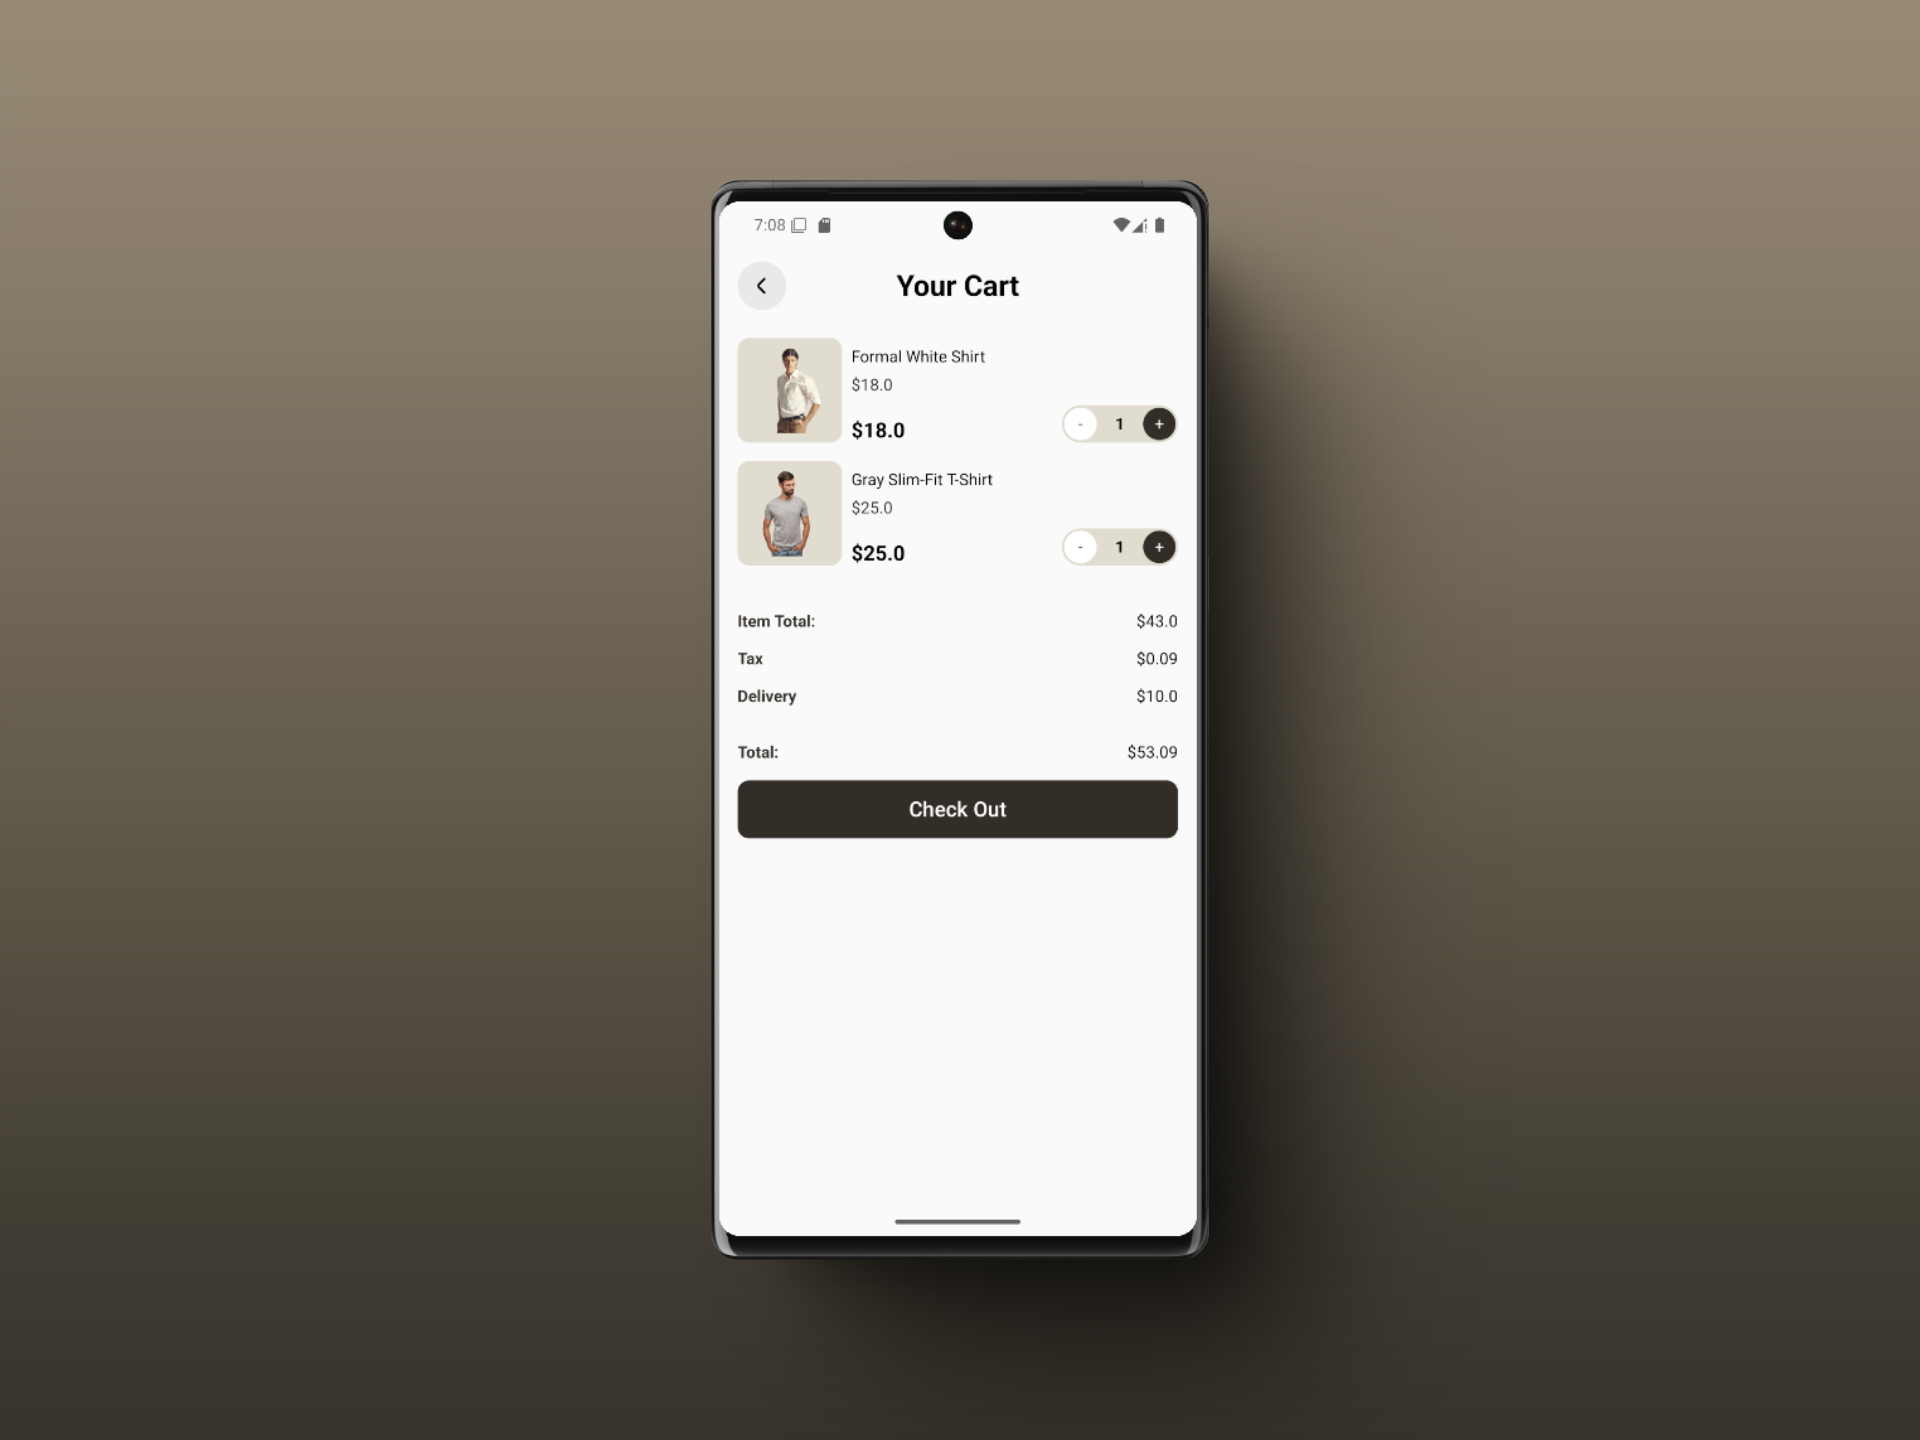 7:08
Your Cart
Formal White Shirt
$18.0
$18.0
- 1 +
Gray Slim-Fit T-Shirt
$25.0
$25.0
- 1 +
Item Total: $43.0
Tax $0.09
Delivery $10.0
Total: $53.09
Check Out